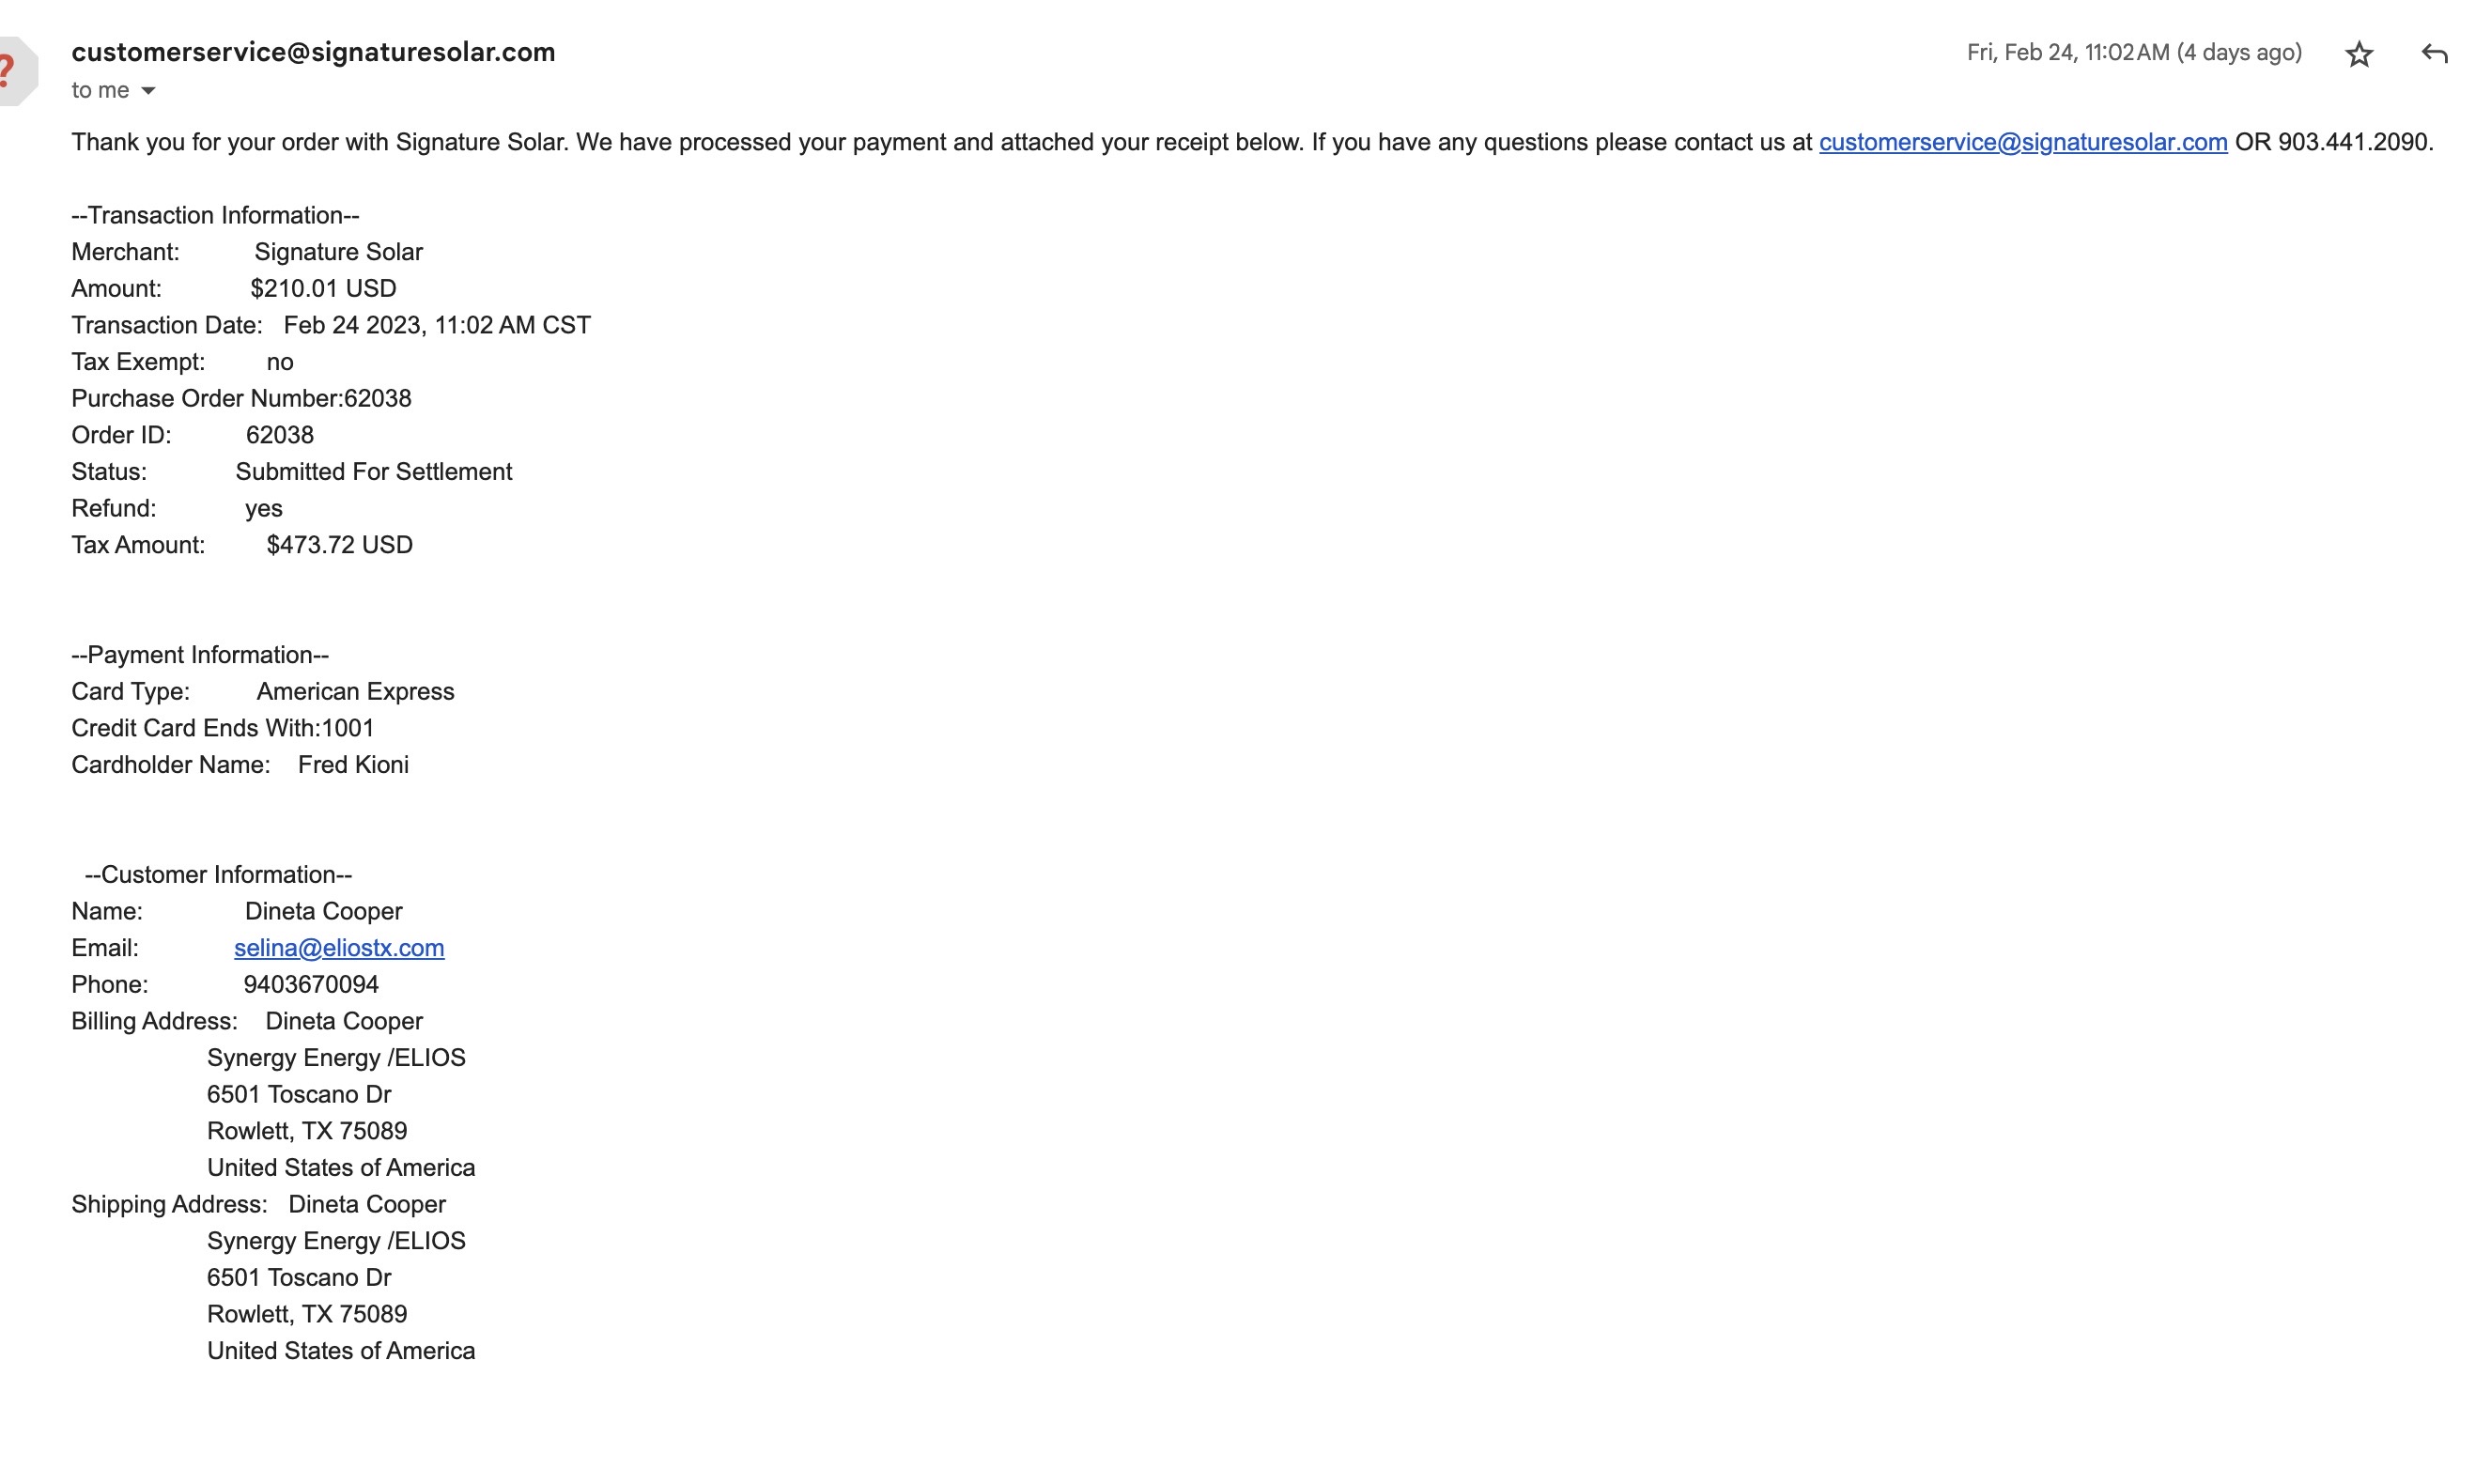 ?
customerservice@signaturesolar.com
Fri, Feb 24, 11:02 AM (4 days ago)
to me
Thank you for your order with Signature Solar. We have processed your payment and attached your receipt below. If you have any questions please contact us at customerservice@signaturesolar.com OR 903.441.2090.
--Transaction Information--
Merchant: Signature Solar
Amount: $210.01 USD
Transaction Date: Feb 24 2023, 11:02 AM CST
Tax Exempt: no
Purchase Order Number:62038
Order ID: 62038
Status: Submitted For Settlement
Refund: yes
Tax Amount: $473.72 USD
--Payment Information--
Card Type: American Express
Credit Card Ends With:1001
Cardholder Name: Fred Kioni
--Customer Information--
Name: Dineta Cooper
Email: selina@eliostx.com
Phone: 9403670094
Billing Address: Dineta Cooper
Synergy Energy /ELIOS
6501 Toscano Dr
Rowlett, TX 75089
United States of America
Shipping Address: Dineta Cooper
Synergy Energy /ELIOS
6501 Toscano Dr
Rowlett, TX 75089
United States of America